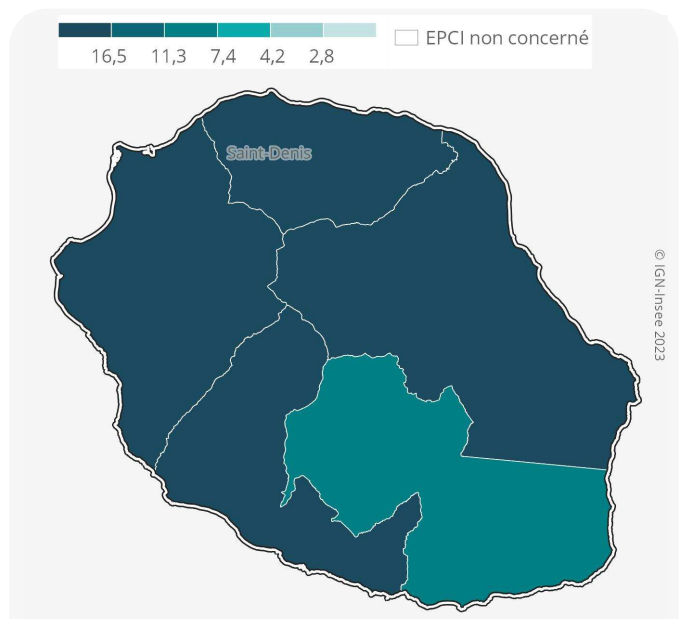 16,5 11,3 7,4 4,2 2,8
EPCI non concerné
Saint-Denis
© IGN-Insee 2023